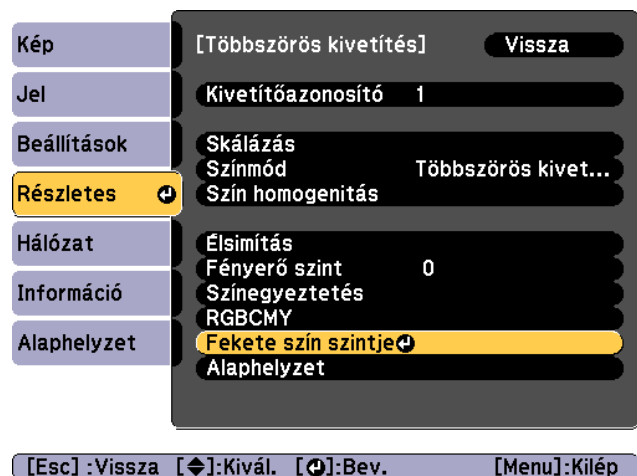 Kép
Jel
Beállítások
Részletes
Hálózat
Információ
Alaphelyzet
[Többszörös kivetítés] Vissza
Kivetítőazonosító 1
Skálázás
Színmód Többszörös kivet...
Szín homogenitás
Élsimítás
Fényerő szint 0
Színegyeztetés
RGBCMY
Fekete szín szintje
Alaphelyzet
[Esc] :Vissza [◆]:Kivál. [⏎]:Bev. [Menu]:Kilép